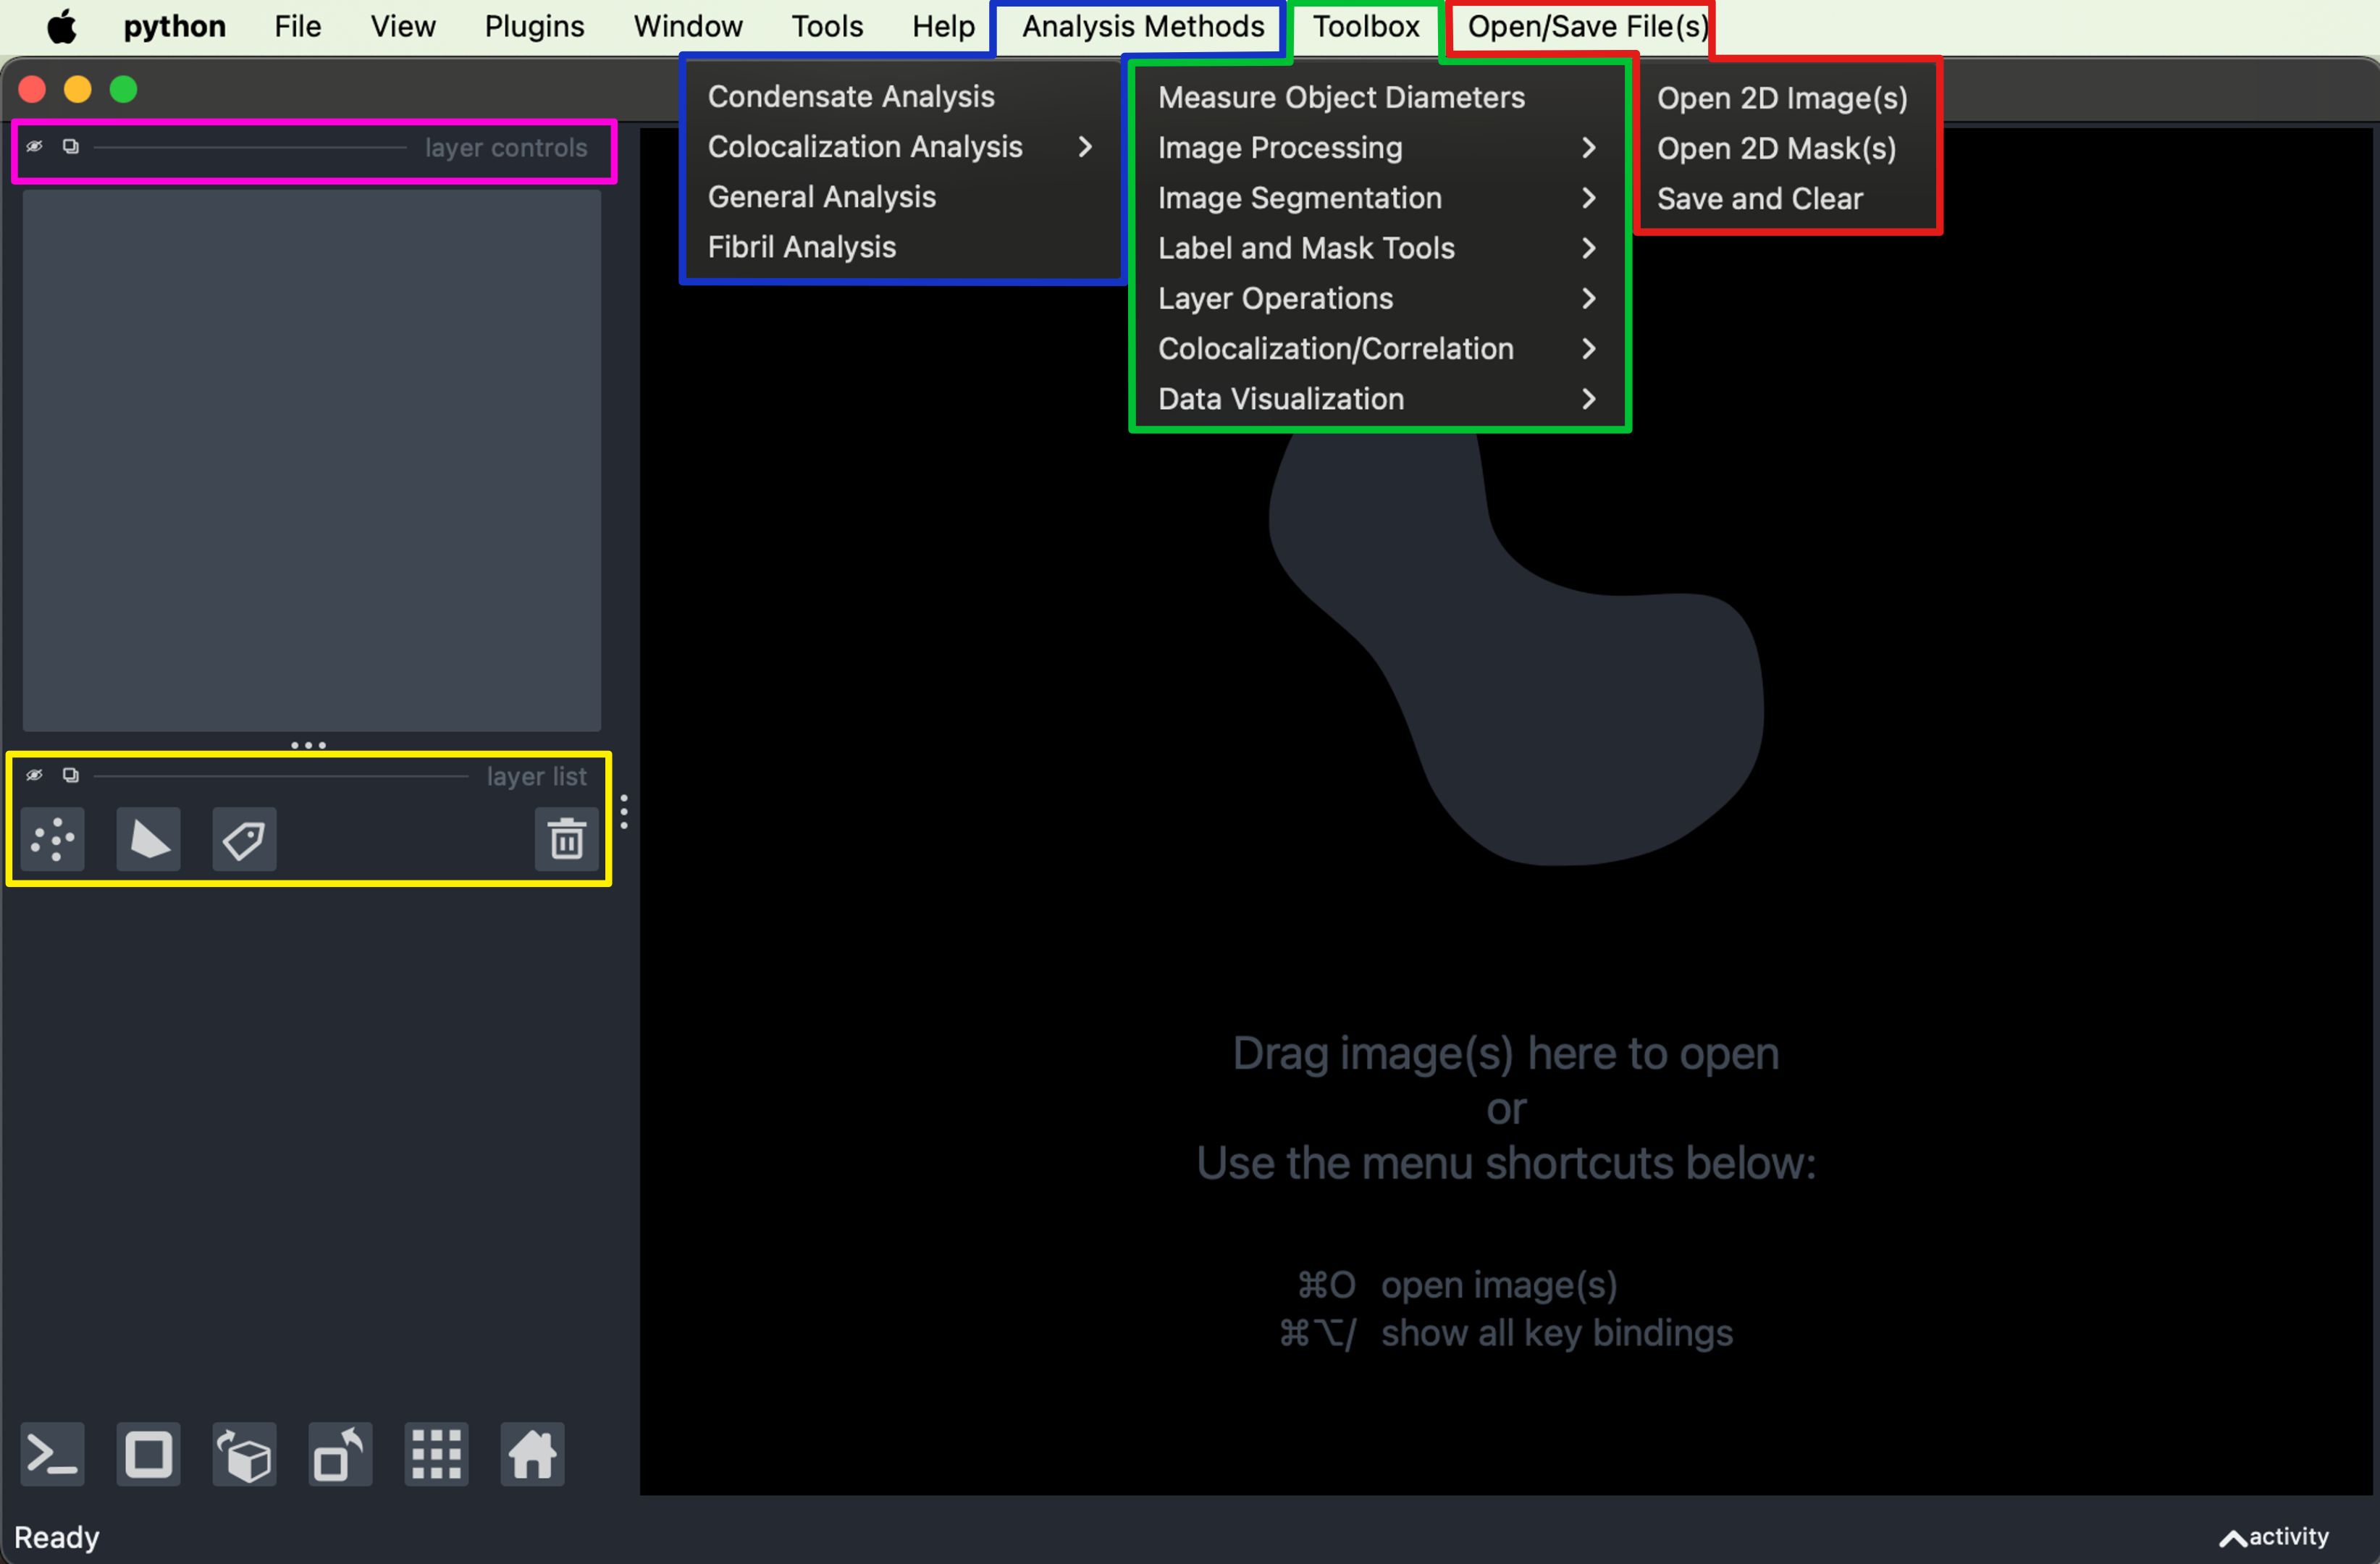 python File View Plugins Window Tools Help Analysis Methods Toolbox Open/Save File(s)
Condensate Analysis
Colocalization Analysis
General Analysis
Fibril Analysis
Measure Object Diameters
Image Processing
Image Segmentation
Label and Mask Tools
Layer Operations
Colocalization/Correlation
Data Visualization
Open 2D Image(s)
Open 2D Mask(s)
Save and Clear
layer controls
layer list
Drag image(s) here to open
or
Use the menu shortcuts below:
⌘O open image(s)
⌘⌥/ show all key bindings
Ready
activity